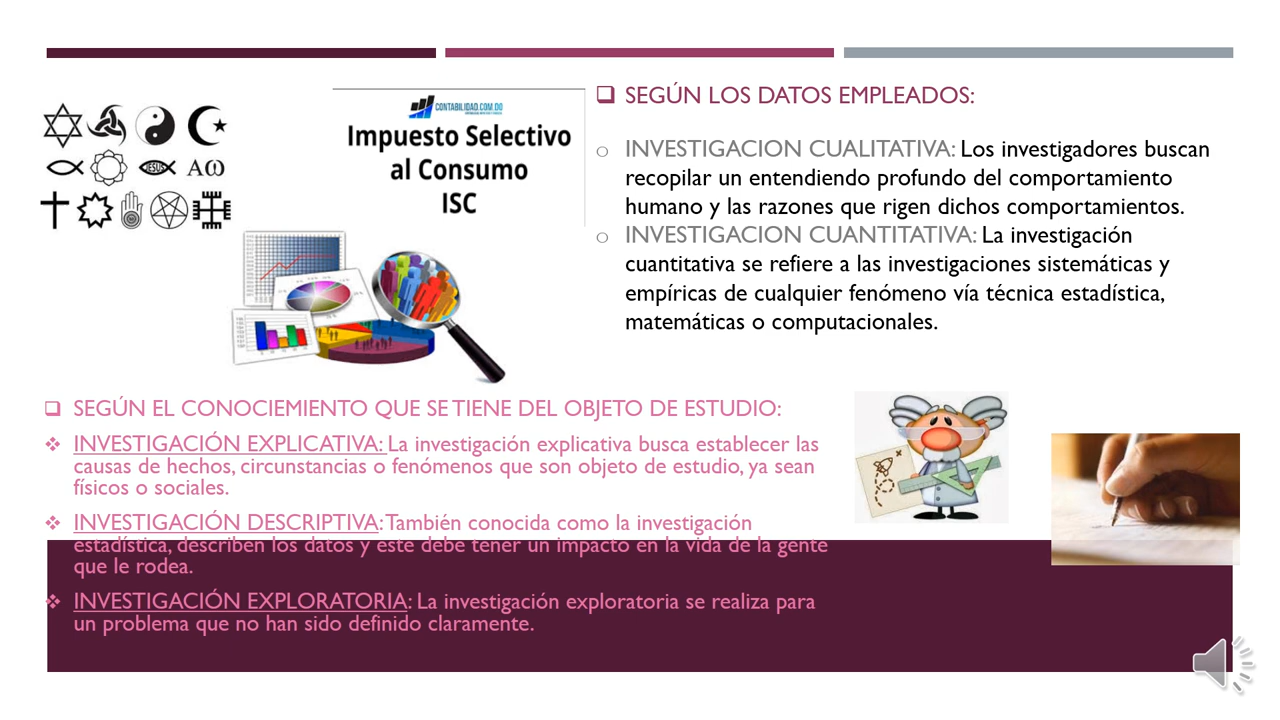 CONTABILIDAD.COM.DO
Impuesto Selectivo
al Consumo
ISC
JESUS
Αω
SEGÚN LOS DATOS EMPLEADOS:
INVESTIGACION CUALITATIVA: Los investigadores buscan
recopilar un entendiendo profundo del comportamiento
humano y las razones que rigen dichos comportamientos.
INVESTIGACION CUANTITATIVA: La investigación
cuantitativa se refiere a las investigaciones sistemáticas y
empíricas de cualquier fenómeno vía técnica estadística,
matemáticas o computacionales.
SEGÚN EL CONOCIEMIENTO QUE SE TIENE DEL OBJETO DE ESTUDIO:
INVESTIGACIÓN EXPLICATIVA: La investigación explicativa busca establecer las
causas de hechos, circunstancias o fenómenos que son objeto de estudio, ya sean
físicos o sociales.
INVESTIGACIÓN DESCRIPTIVA: También conocida como la investigación
estadística, describen los datos y este debe tener un impacto en la vida de la gente
que le rodea.
INVESTIGACIÓN EXPLORATORIA: La investigación exploratoria se realiza para
un problema que no han sido definido claramente.